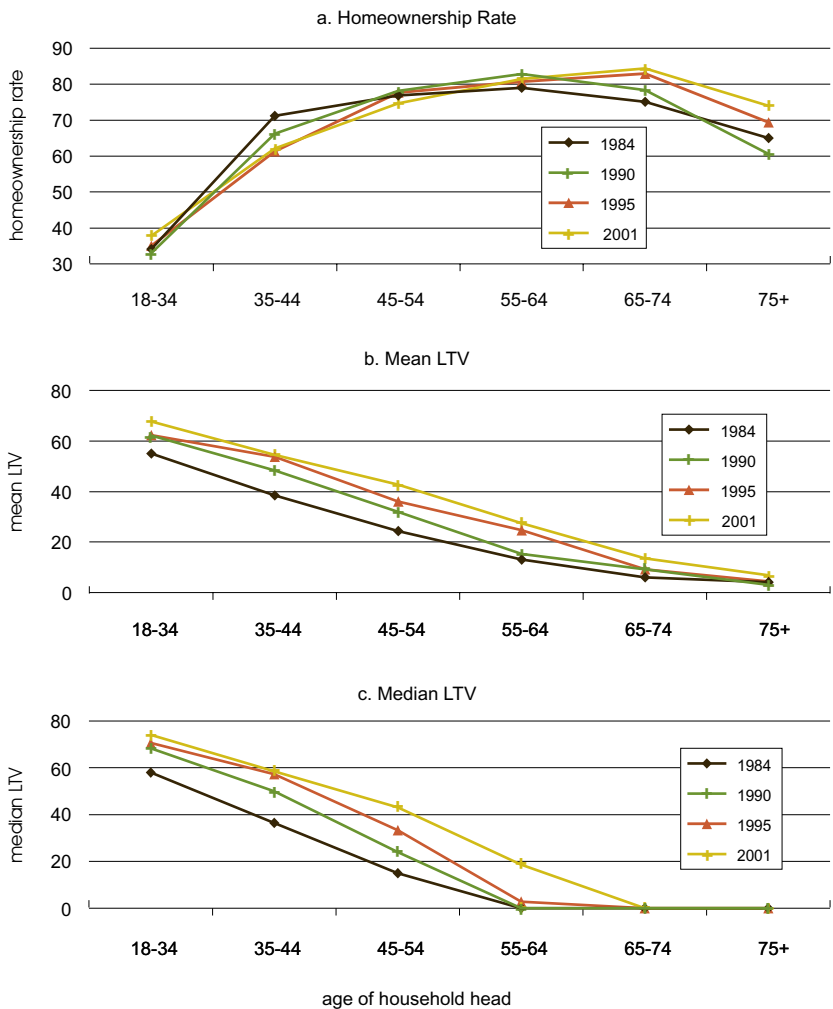 a. Homeownership Rate
homeownership rate
90
80
70
60
50
40
30
1984
1990
1995
2001
18-34 35-44 45-54 55-64 65-74 75+
b. Mean LTV
mean LTV
80
60
40
20
0
1984
1990
1995
2001
18-34 35-44 45-54 55-64 65-74 75+
c. Median LTV
median LTV
80
60
40
20
0
1984
1990
1995
2001
18-34 35-44 45-54 55-64 65-74 75+
age of household head